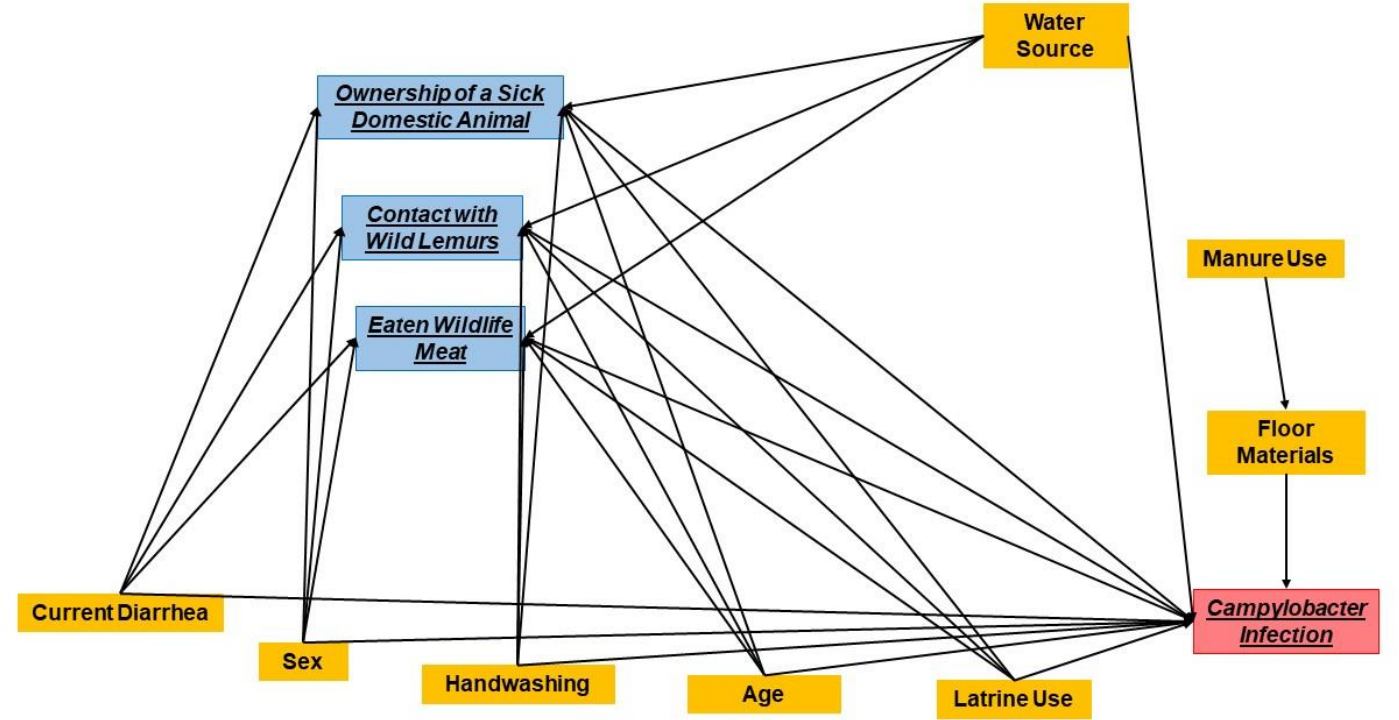 Water
Source
Ownership of a Sick
Domestic Animal
Contact with
Wild Lemurs
Manure Use
Eaten Wildlife
Meat
Floor
Materials
Current Diarrhea
Campylobacter
Infection
Sex
Handwashing
Age
Latrine Use